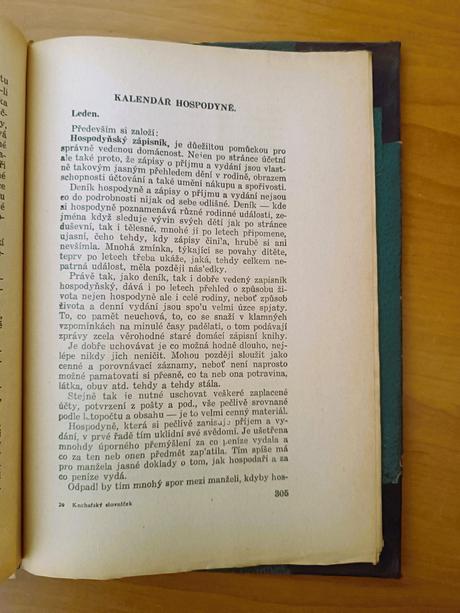 KALENDÁŘ HOSPODYNĚ.
Leden.
Především si založí:
Hospodyňský zápisník, je důležitou pomůckou pro
správně vedenou domácnost. Nejen po stránce účetní
ale také proto, že zápisy o příjmu a vydání jsou vlast-
ně takovým jasným přehledem dění v rodině, obrazem
schopnosti účtování a také umění nákupu a spořivosti.
Deník hospodyně a zápisy o příjmu a vydání nejsou
co do podrobností nijak od sebe odlišné. Deník — kde
si hospodyně poznamenává různé rodinné události, ze-
jména když sleduje vývin svých dětí jak po stránce
duševní, tak i tělesné, mnohé jí po letech připomene,
ujasní, čeho tehdy, kdy zápisy činila, hrubě si ani
nevšimla. Mnohá zmínka, týkající se povahy dítěte,
teprv po letech třeba ukáže, jaká, tehdy celkem ne-
patrná událost, měla později následky.
Právě tak, jako deník, tak i dobře vedený zapisník
hospodyňský, dává i po letech přehled o způsobu ži-
vota nejen hospodyně ale i celé rodiny, neboť způsob
života a denní vydání jsou spolu velmi úzce spjaty.
To, co paměť neuchová, to, co se snaží v klamných
vzpomínkách na minulé časy padělati, o tom podávají
zprávy zcela věrohodné staré domácí zápisní knihy.
Je dobře uchovávat je co možná hodně dlouho, nej-
lépe nikdy jich neničit. Mohou později sloužit jako
cenné a porovnávací záznamy, neboť není naprosto
možné pamatovati si přesně, co ta neb ona potravina,
látka, obuv atd. tehdy a tehdy stála.
Stejně tak je nutné uschovat veškeré zaplacené
účty, potvrzení z pošty a pod., vše pečlivě srovnané
podle letopočtu a obsahu — je to velmi cenný materiál.
Hospodyně, která si pečlivě zapisuje příjem a vy-
dání, v prvé řadě tím uklidní své svědomí. Je ušetřena
mnohdy úporného přemýšlení za co peníze vydala a
co za ten neb onen předmět zaplatila. Tím spíše má
pro manžela jasné doklady o tom, jak hospodaří a za
co peníze vydá.
Odpadl by tím mnohý spor mezi manželi, kdyby hos-
305
20 Kuchařský slovníček